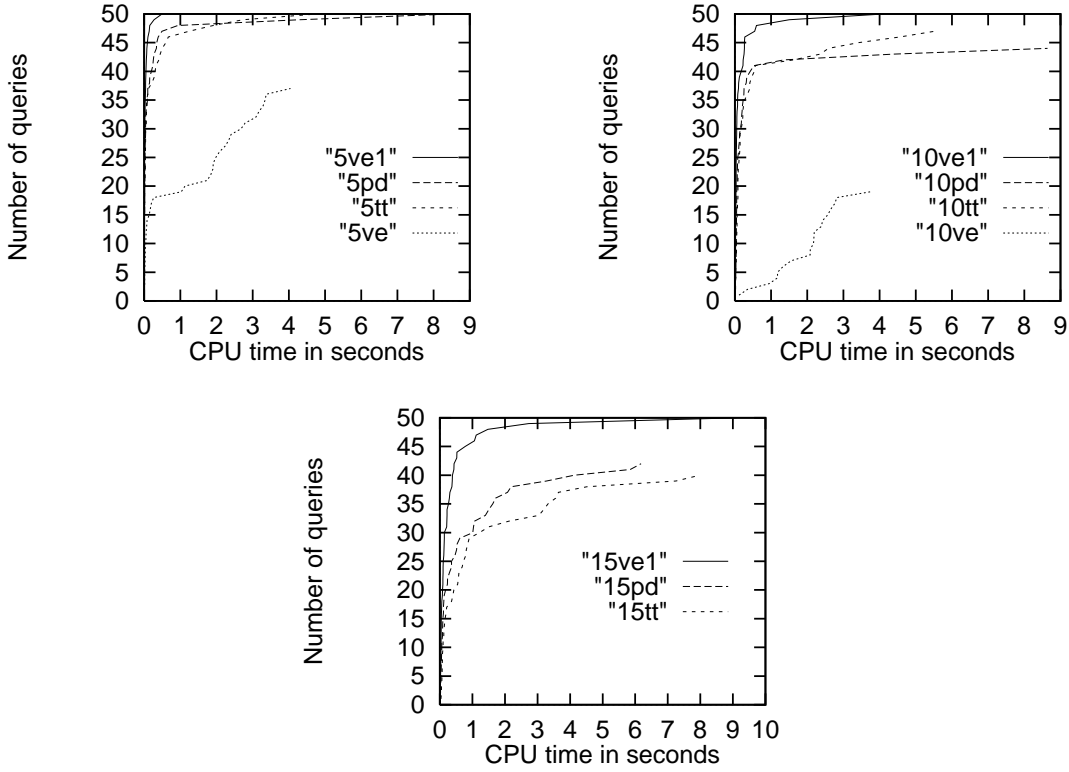 50
45
40
35
30
25
20
15
10
5
0
Number of queries
"5ve1"
"5pd"
"5tt"
"5ve"
0 1 2 3 4 5 6 7 8 9
CPU time in seconds
50
45
40
35
30
25
20
15
10
5
0
Number of queries
"10ve1"
"10pd"
"10tt"
"10ve"
0 1 2 3 4 5 6 7 8 9
CPU time in seconds
50
45
40
35
30
25
20
15
10
5
0
Number of queries
"15ve1"
"15pd"
"15tt"
0 1 2 3 4 5 6 7 8 9 10
CPU time in seconds